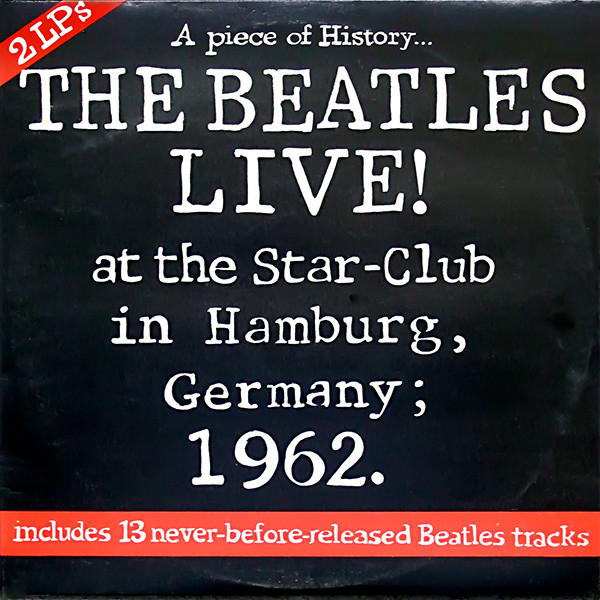 2 LPs
A piece of History...
THE BEATLES
LIVE!
at the Star-Club
in Hamburg,
Germany;
1962.
includes 13 never-before-released Beatles tracks